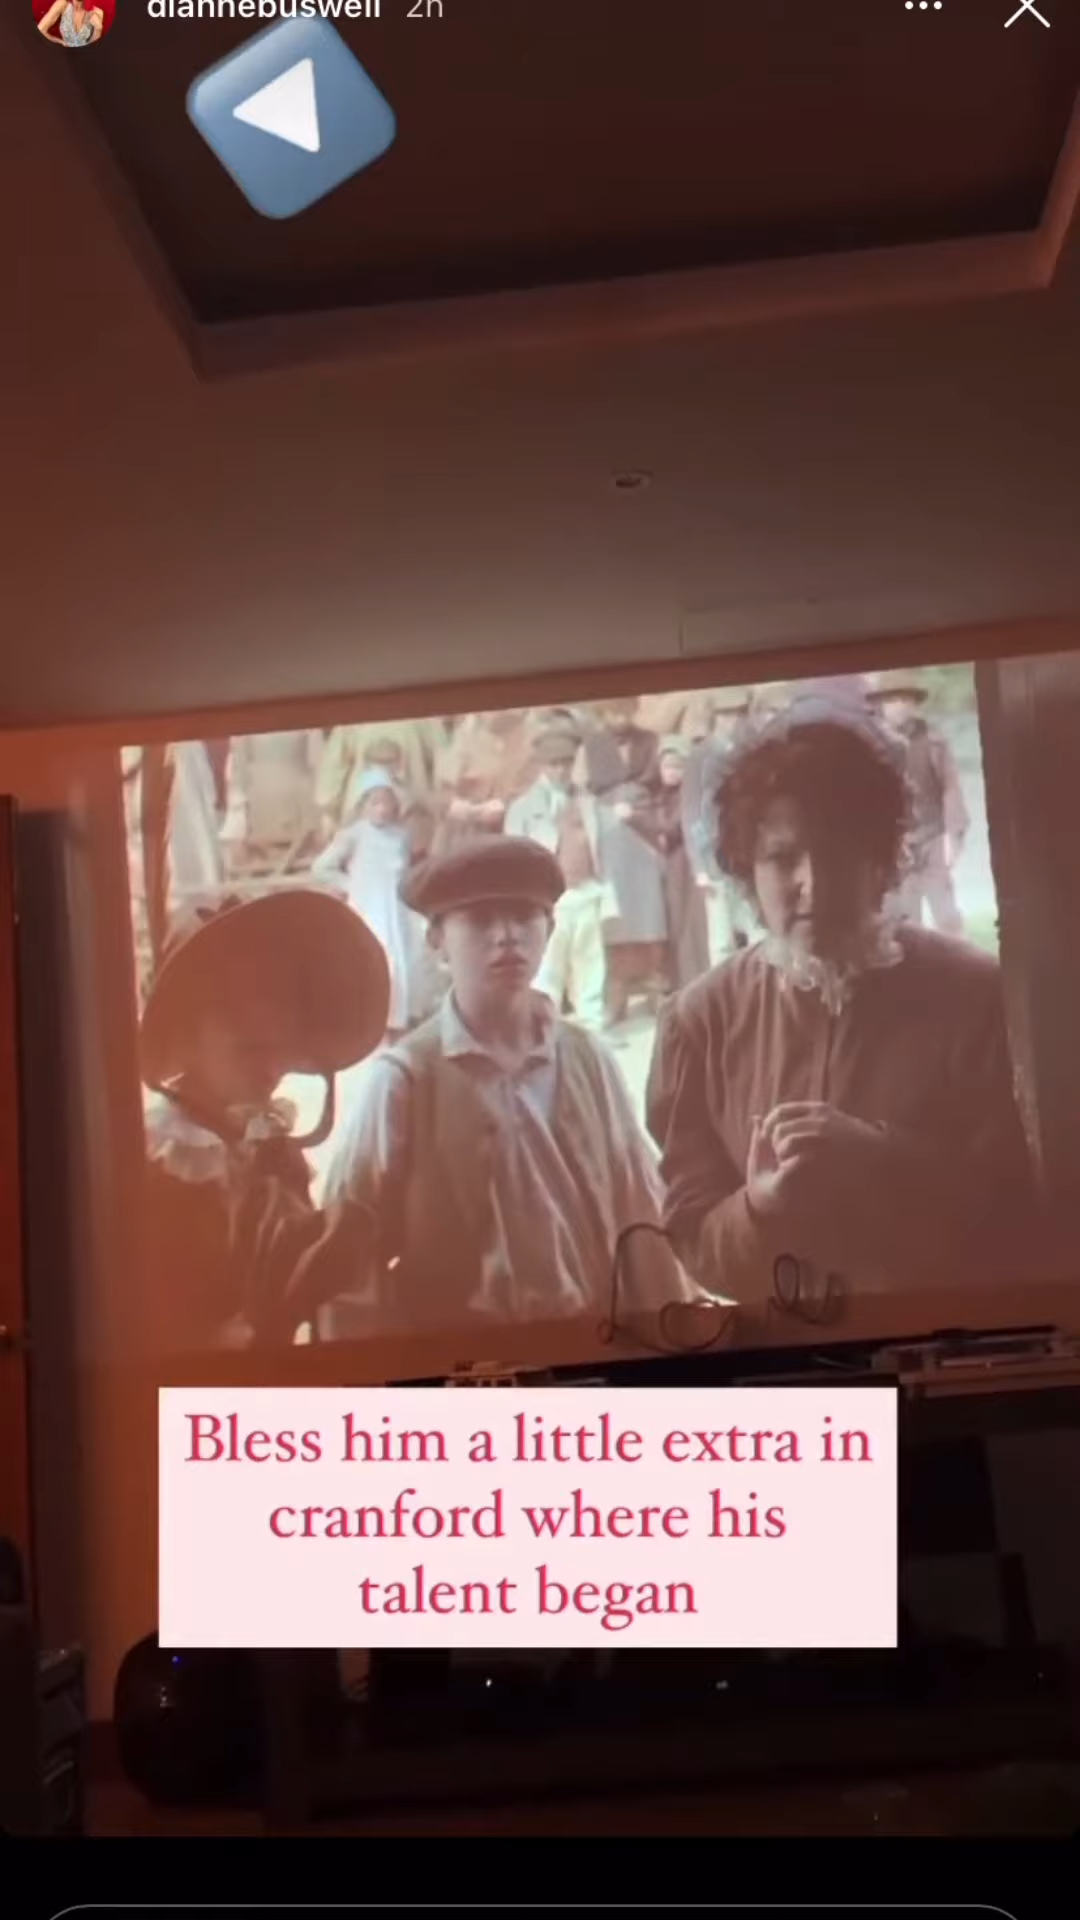 diannebuswell 2h
Bless him a little extra in
cranford where his
talent began